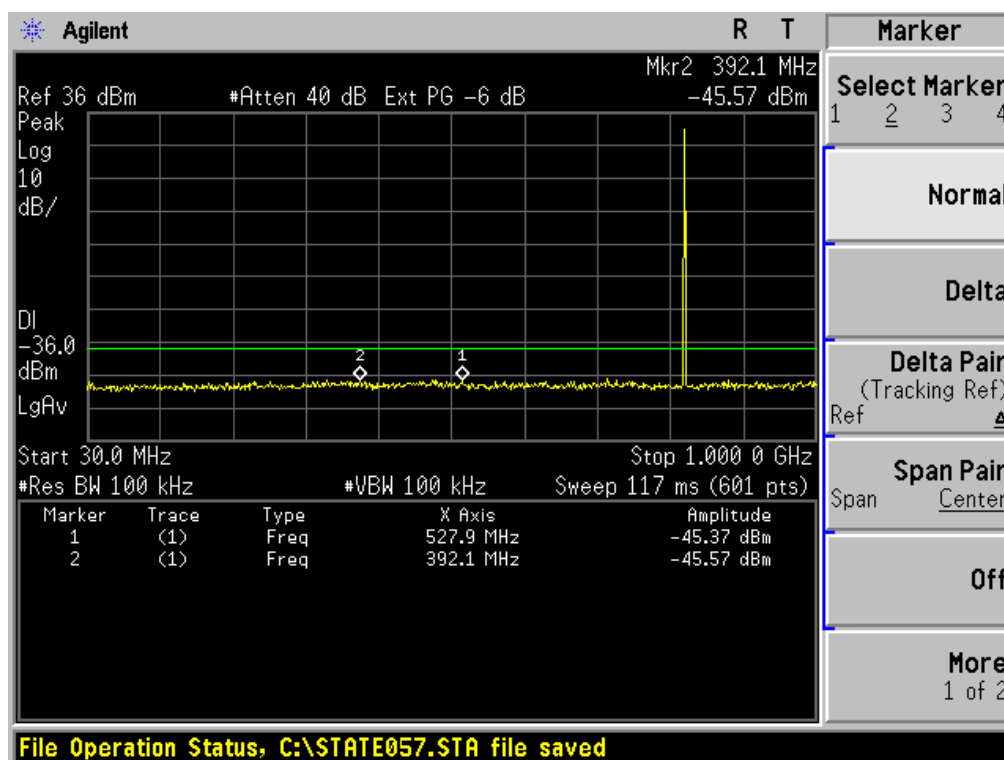 Agilent R T
Mkr2 392.1 MHz
Ref 36 dBm #Atten 40 dB Ext PG -6 dB -45.57 dBm
Peak
Log
10
dB/
DI
-36.0
dBm
LgAv
2 1
Start 30.0 MHz Stop 1.000 0 GHz
#Res BW 100 kHz #VBW 100 kHz Sweep 117 ms (601 pts)
Marker Trace Type X Axis Amplitude
1 (1) Freq 527.9 MHz -45.37 dBm
2 (1) Freq 392.1 MHz -45.57 dBm
Marker
Select Marker
1 2 3 4
Normal
Delta
Delta Pair
(Tracking Ref)
Ref Δ
Span Pair
Span Center
Off
More
1 of 2
File Operation Status, C:\STATE057.STA file saved